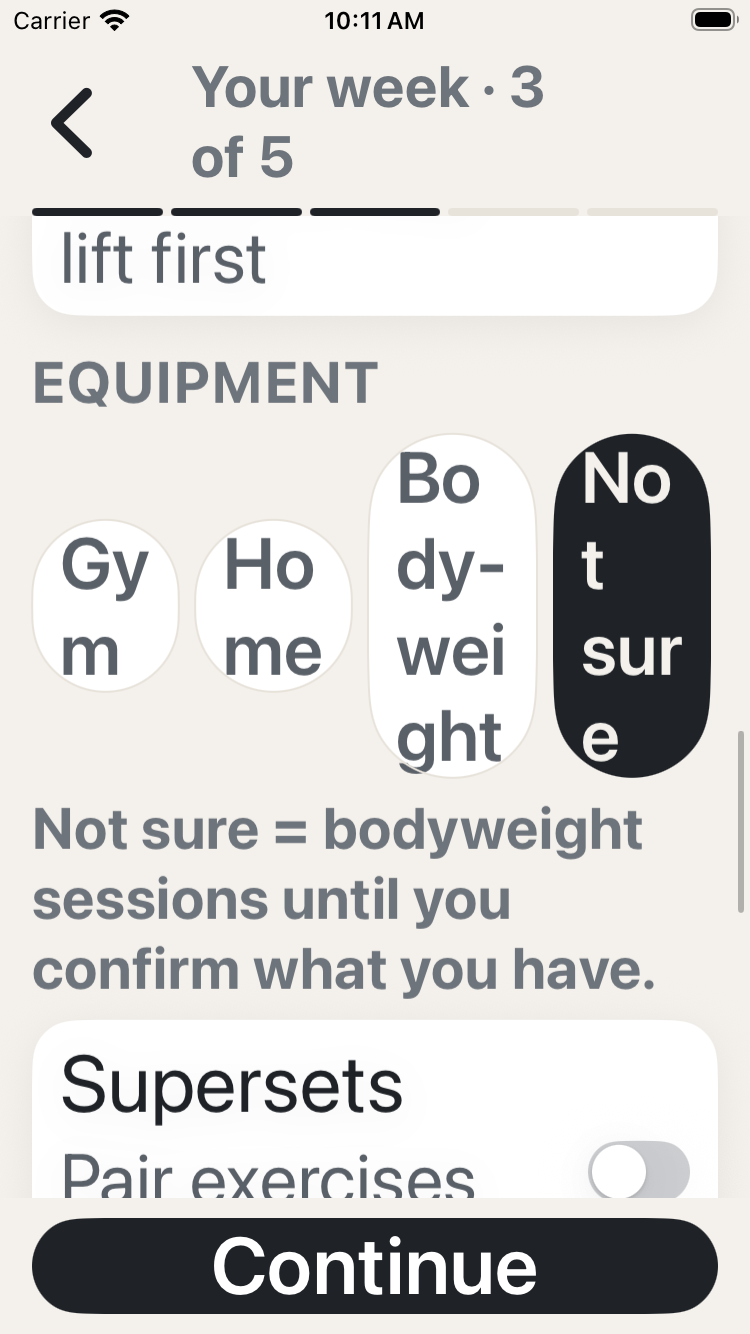 Carrier 10:11 AM
Your week · 3
of 5
lift first
EQUIPMENT
Gy
m
Ho
me
Bo
dy-
wei
ght
No
t
sur
e
Not sure = bodyweight
sessions until you
confirm what you have.
Supersets
Pair exercises
Continue